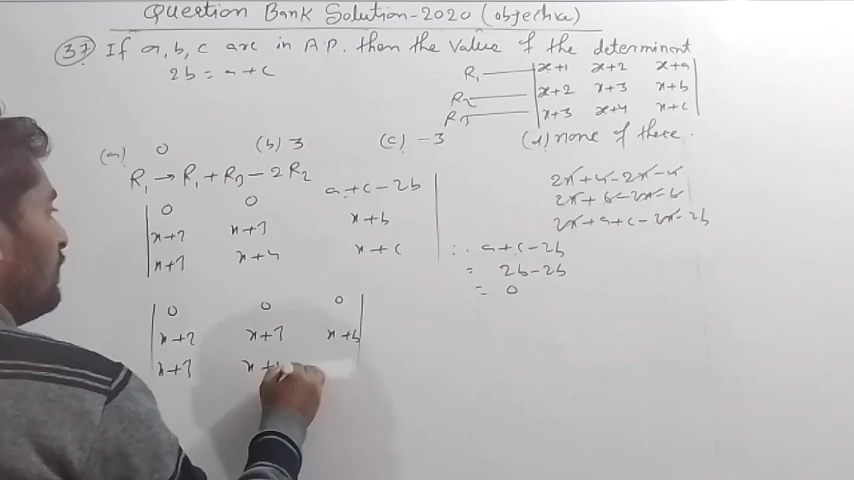 Question Bank Solution-2020 (objective)
37 If a, b, c are in A.P. then the value of the determinent
2b = a + c
R1 x+1 x+2 x+a
R2 x+2 x+3 x+b
R3 x+3 x+4 x+c
(a) 0 (b) 3 (c) -3 (d) none of these.
R1 → R1 + R3 - 2R2
0 0 a + c - 2b
x+2 x+3 x+b
x+3 x+4 x+c
2x+4-2x-4
2x+6-2x-6
2x+a+c-2x-2b
∴ a+c-2b
= 2b-2b
= 0
0 0 0
x+2 x+3 x+b
x+3